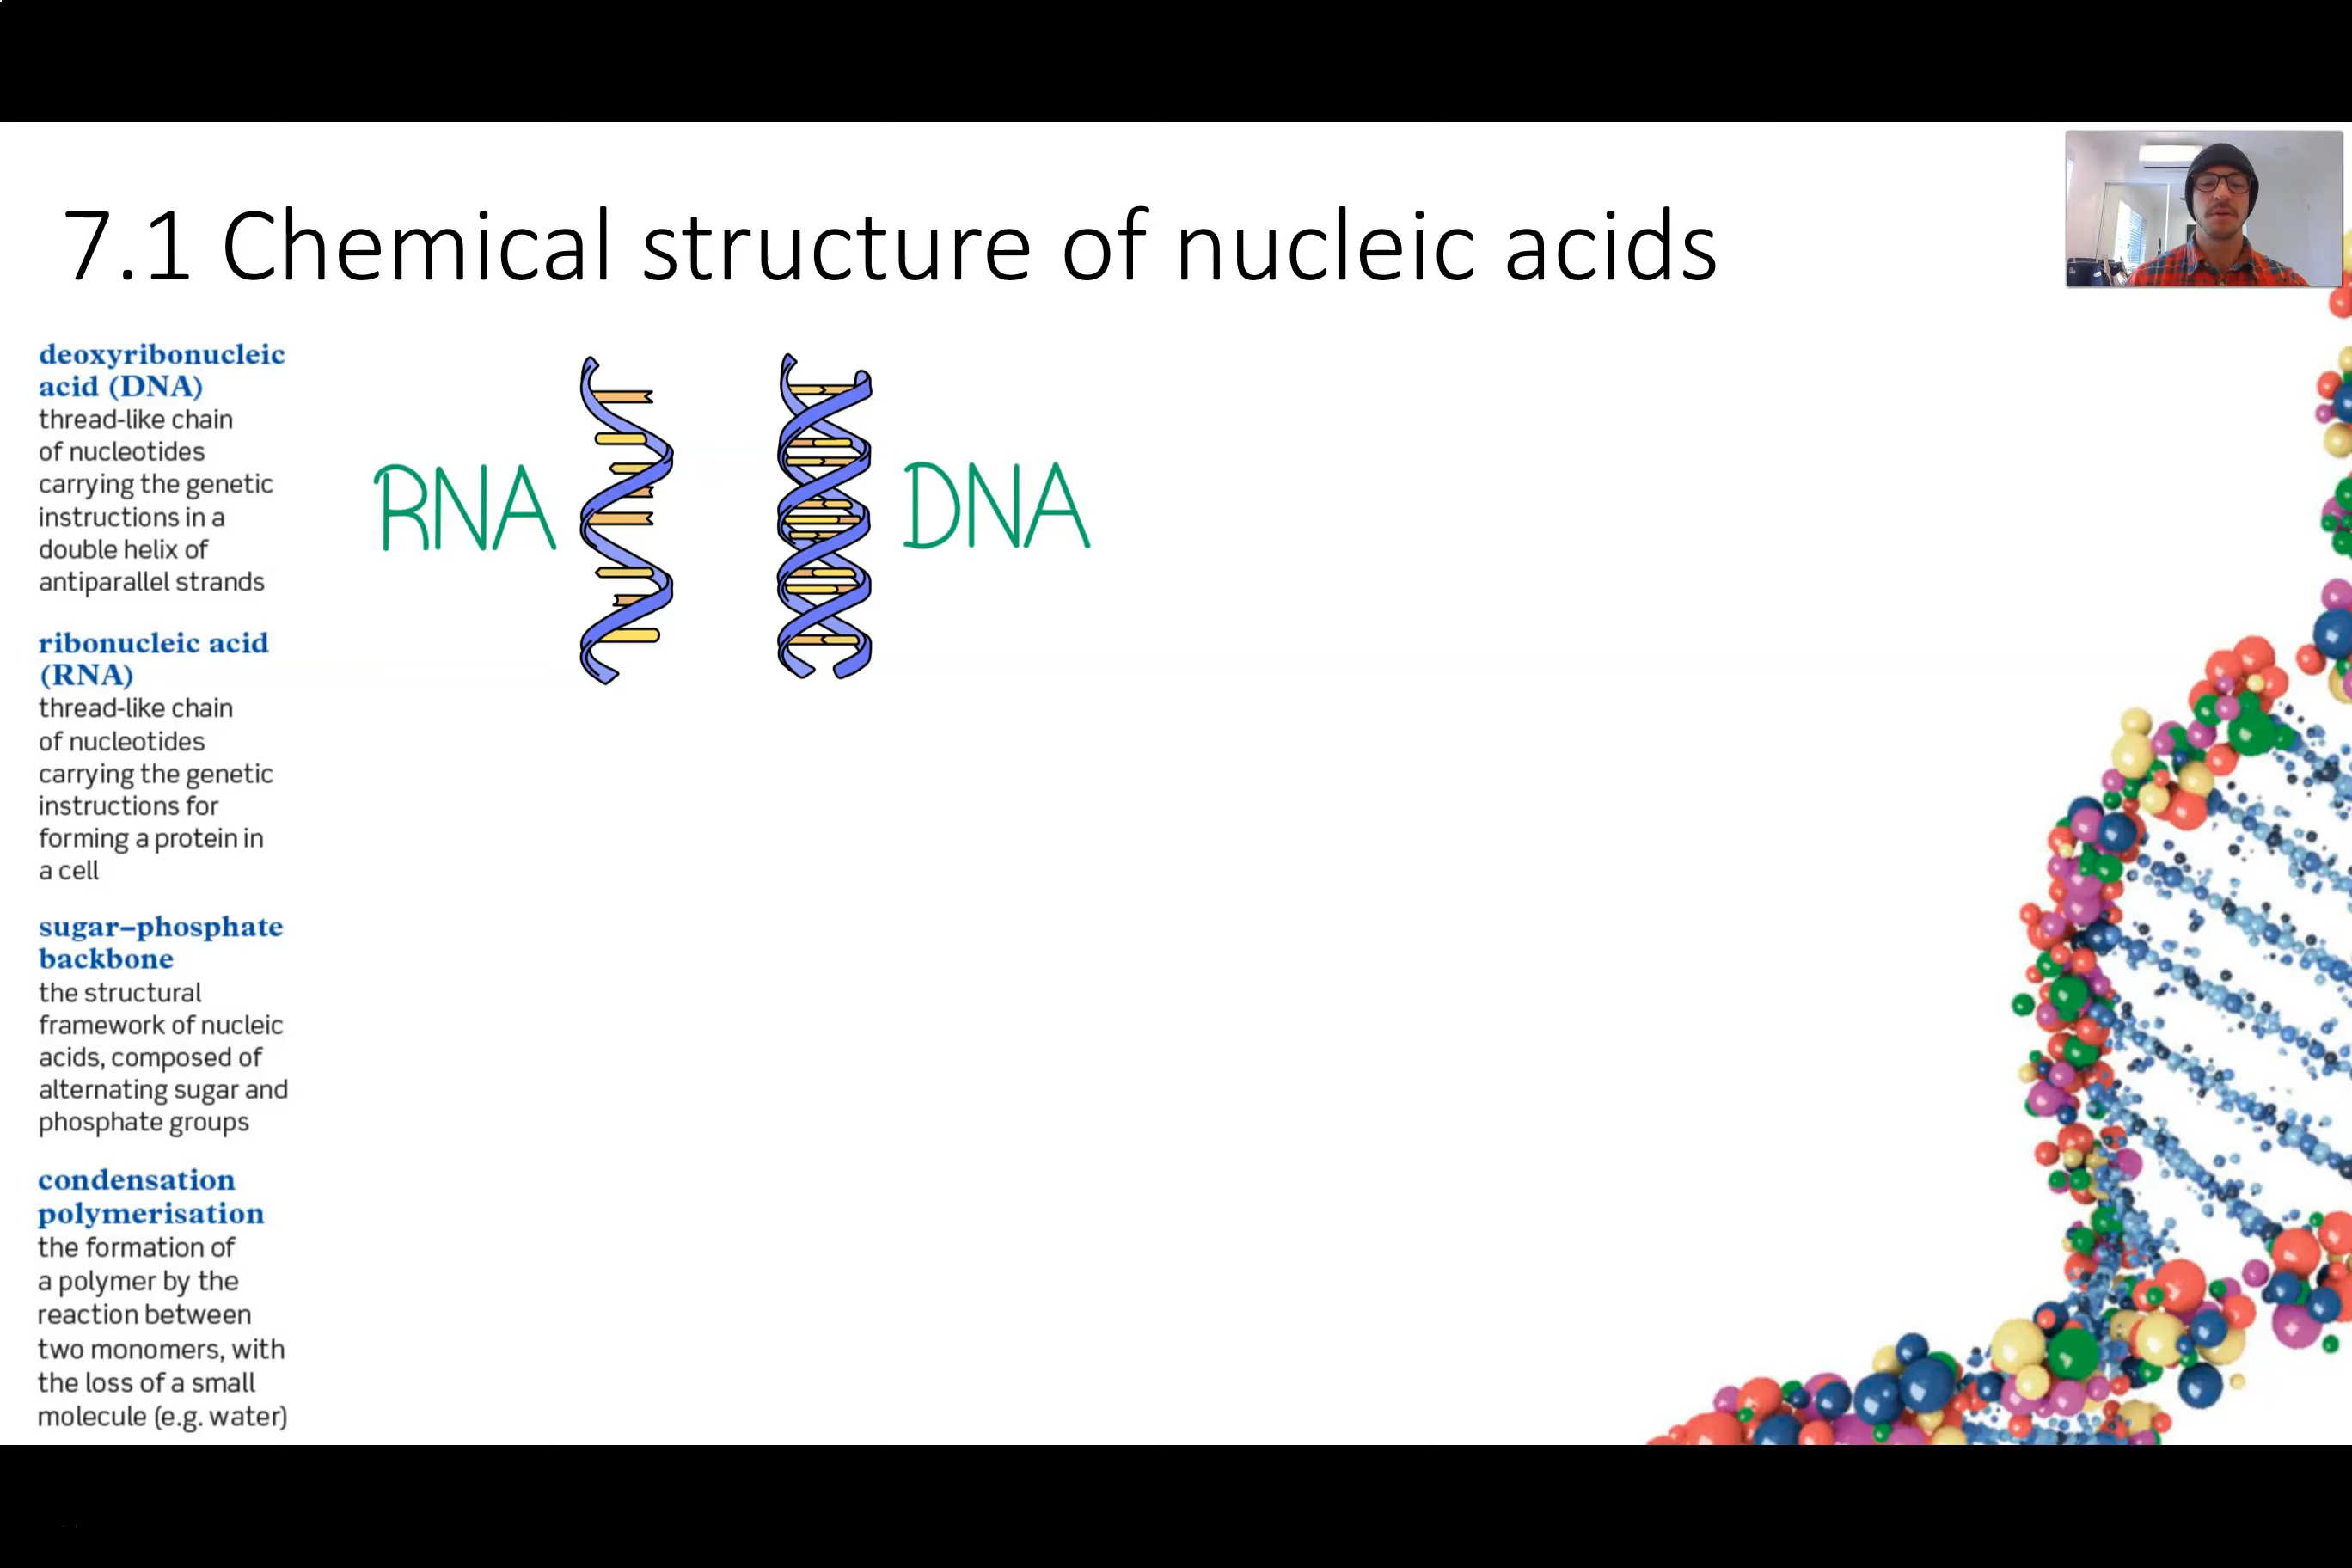 7.1 Chemical structure of nucleic acids
deoxyribonucleic
acid (DNA)
thread-like chain
of nucleotides
carrying the genetic
instructions in a
double helix of
antiparallel strands
ribonucleic acid
(RNA)
thread-like chain
of nucleotides
carrying the genetic
instructions for
forming a protein in
a cell
sugar–phosphate
backbone
the structural
framework of nucleic
acids, composed of
alternating sugar and
phosphate groups
condensation
polymerisation
the formation of
a polymer by the
reaction between
two monomers, with
the loss of a small
molecule (e.g. water)
RNA
DNA